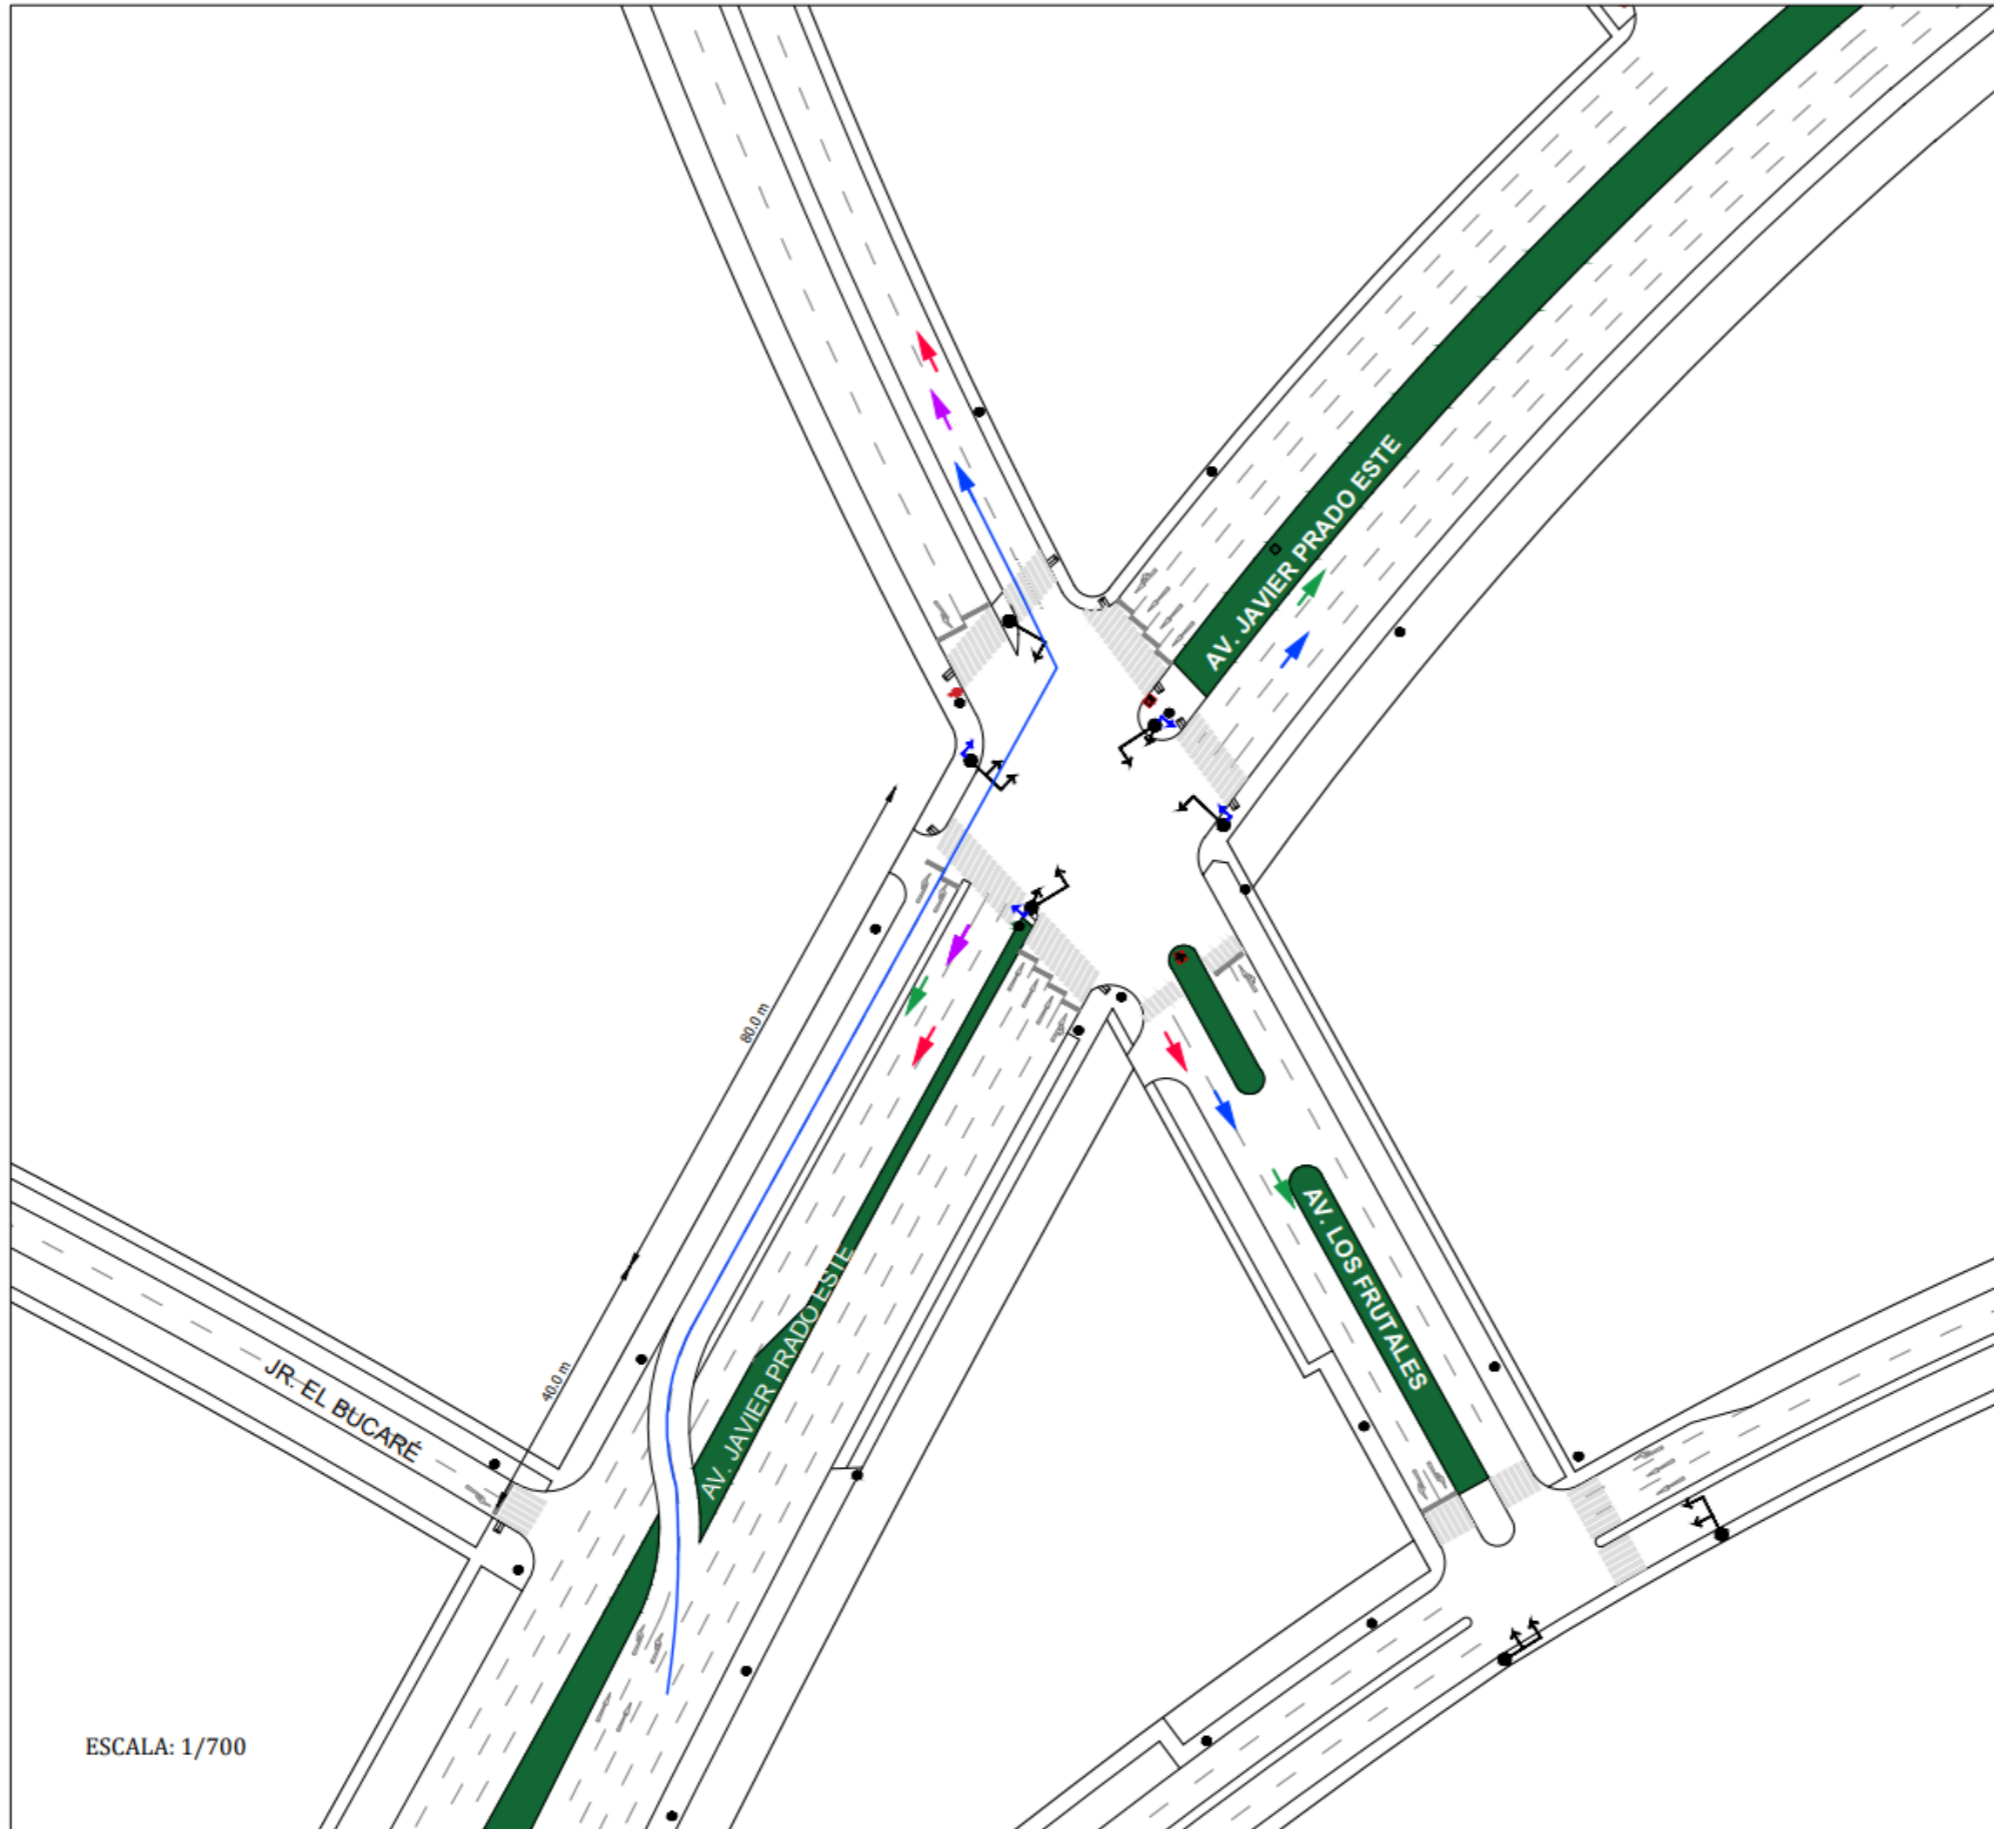 AV. JAVIER PRADO ESTE
80.0 m
AV. LOS FRUTALES
AV. JAVIER PRADO ESTE
40.0 m
JR. EL BUCARÉ
ESCALA: 1/700